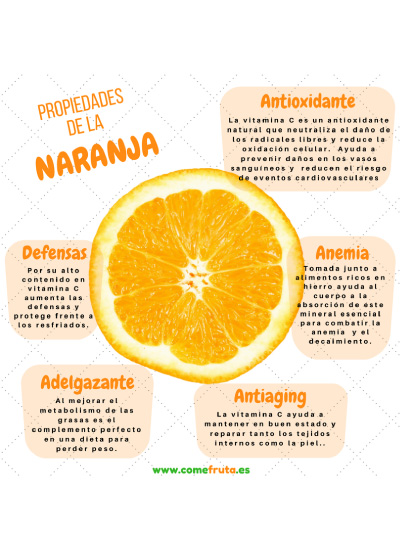 PROPIEDADES
DE LA
NARANJA
Antioxidante
La vitamina C es un antioxidante
natural que neutraliza el daño de
los radicales libres y reduce la
oxidación celular. Ayuda a
prevenir daños en los vasos
sanguíneos y reducen el riesgo
de eventos cardiovasculares
Defensas
Por su alto
contenido en
vitamina C
aumenta las
defensas y
protege frente a
los resfriados.
Anemia
Tomada junto a
alimentos ricos en
hierro ayuda al
cuerpo a la
absorción de este
mineral esencial
para combatir la
anemia y el
decaimiento.
Adelgazante
Al mejorar el
metabolismo de las
grasas es el
complemento perfecto
en una dieta para
perder peso.
Antiaging
La vitamina C ayuda a
mantener en buen estado y
reparar tanto los tejidos
internos como la piel..
www.comefruta.es